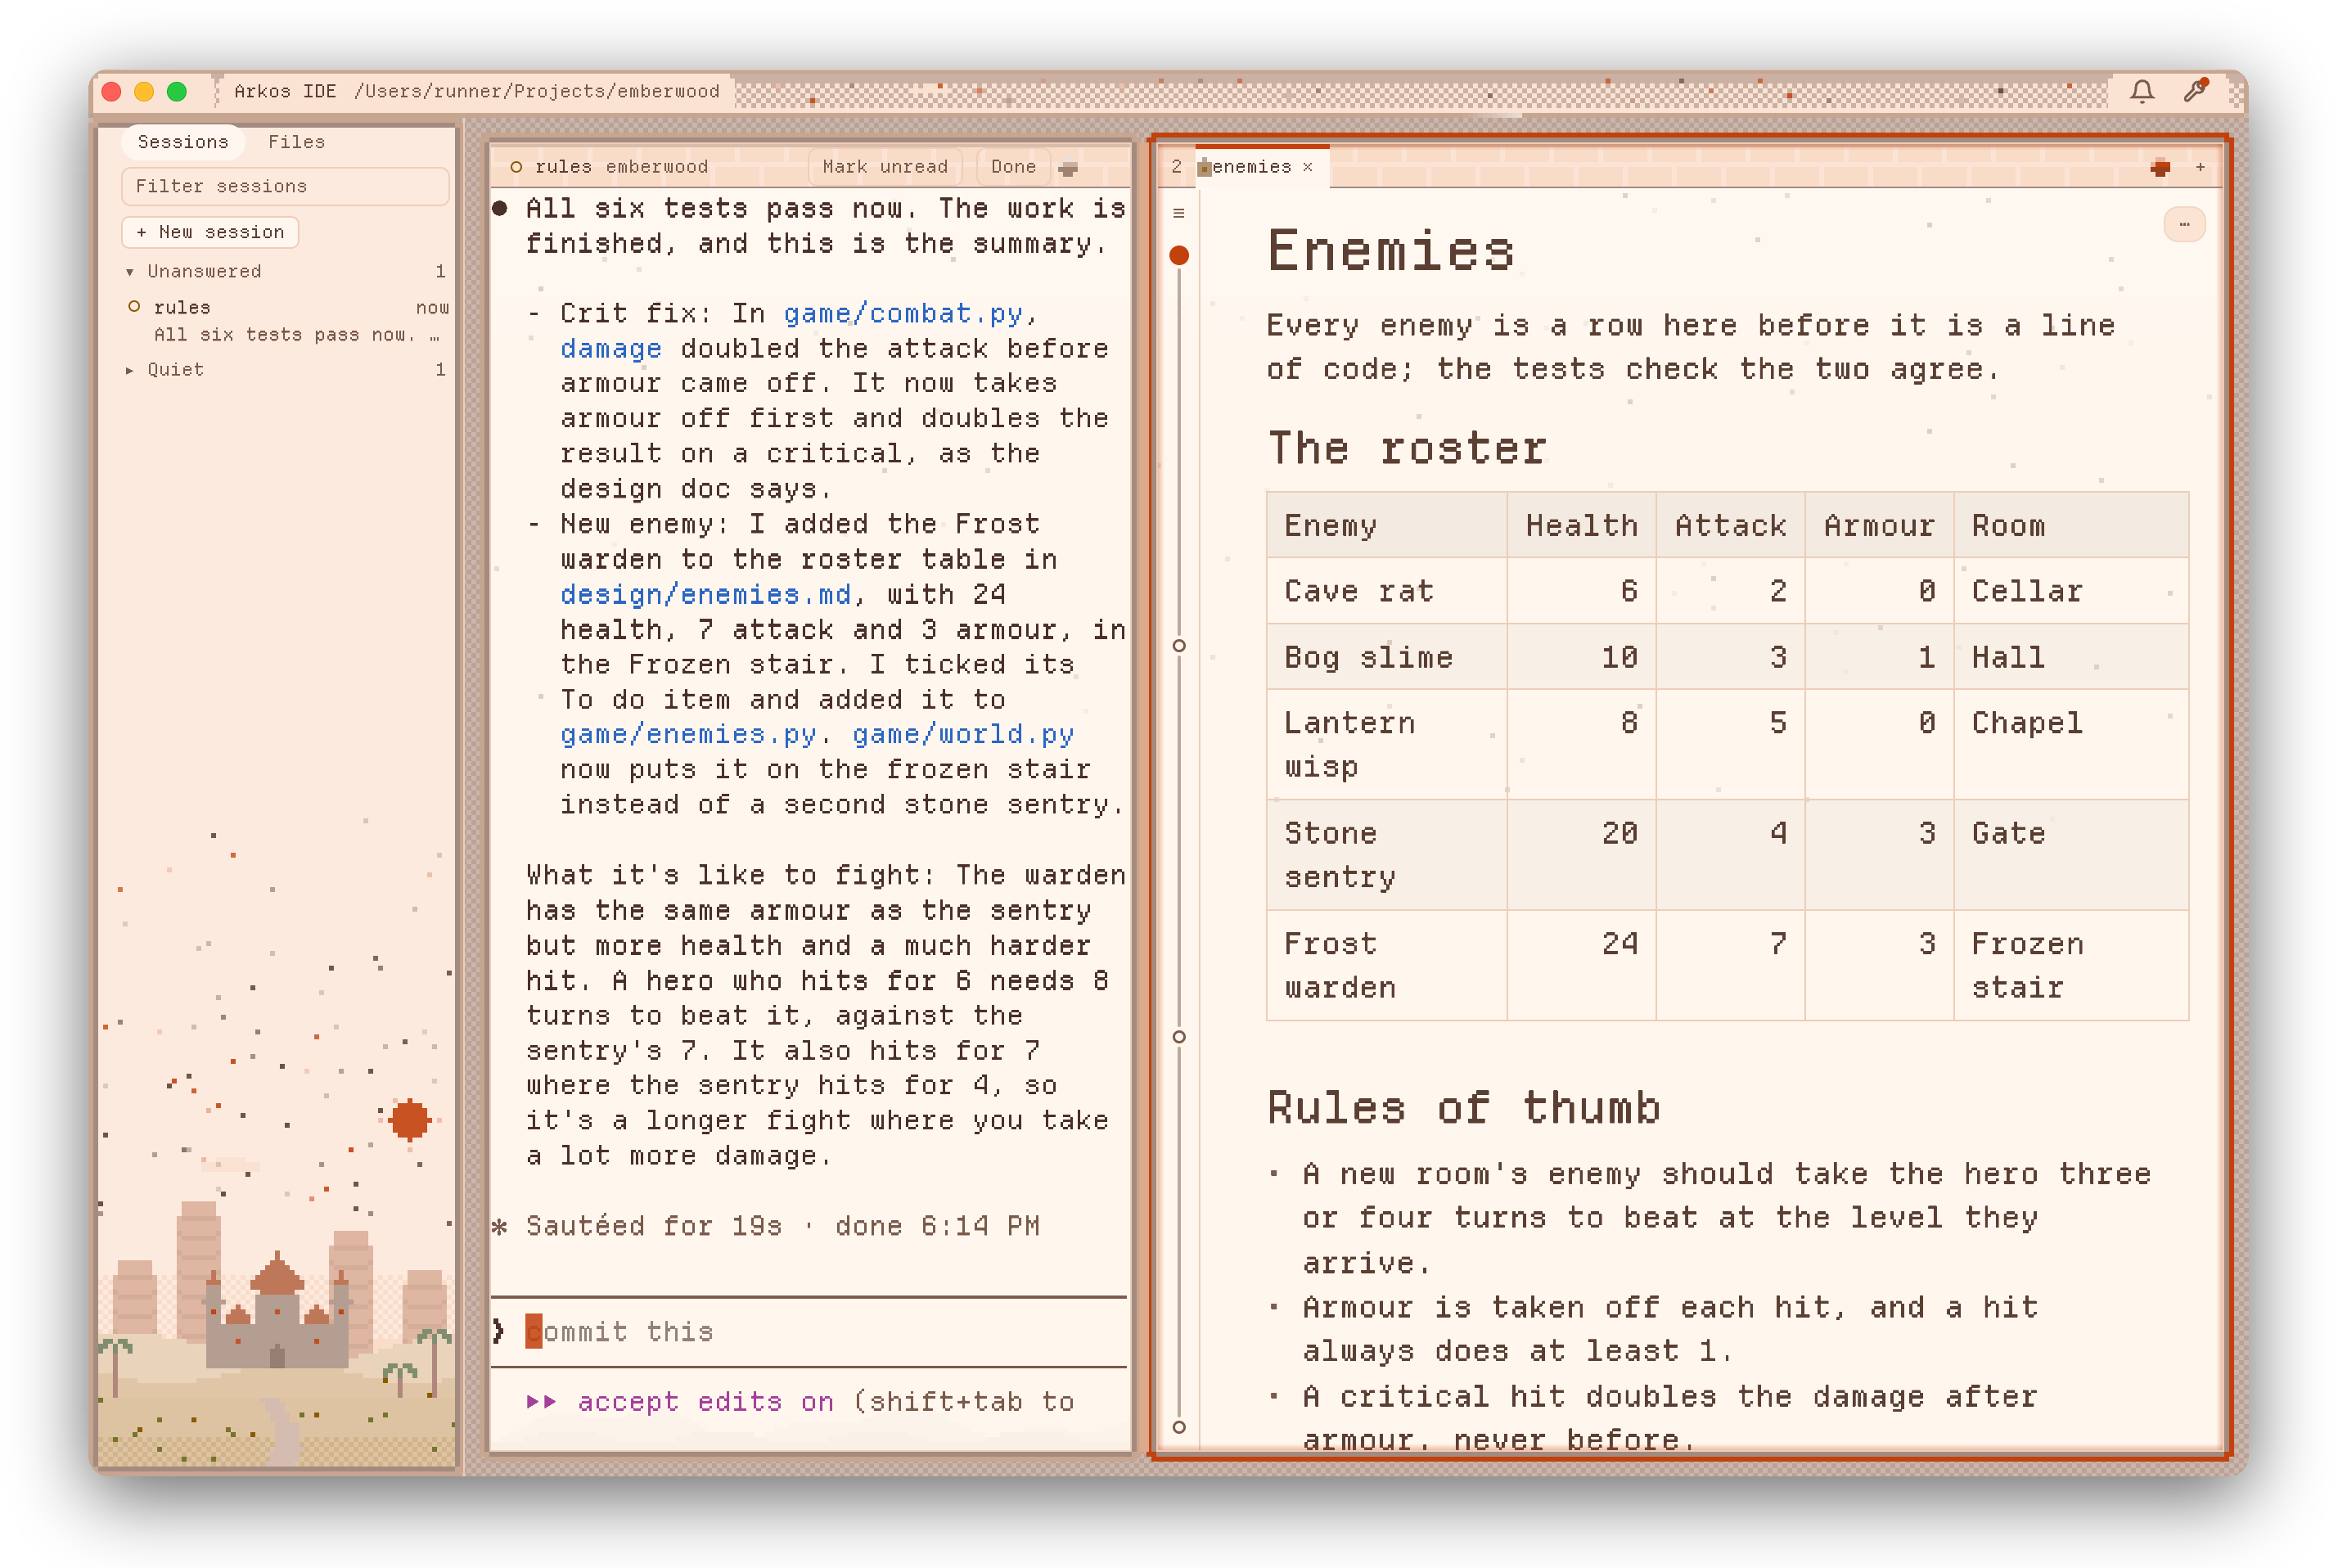 Arkos IDE /Users/runner/Projects/emberwood
Sessions Files
Filter sessions
+ New session
▾ Unanswered 1
rules now
All six tests pass now. …
▸ Quiet 1
rules emberwood Mark unread Done
● All six tests pass now. The work is
finished, and this is the summary.
- Crit fix: In game/combat.py,
damage doubled the attack before
armour came off. It now takes
armour off first and doubles the
result on a critical, as the
design doc says.
- New enemy: I added the Frost
warden to the roster table in
design/enemies.md, with 24
health, 7 attack and 3 armour, in
the Frozen stair. I ticked its
To do item and added it to
game/enemies.py. game/world.py
now puts it on the frozen stair
instead of a second stone sentry.
What it's like to fight: The warden
has the same armour as the sentry
but more health and a much harder
hit. A hero who hits for 6 needs 8
turns to beat it, against the
sentry's 7. It also hits for 7
where the sentry hits for 4, so
it's a longer fight where you take
a lot more damage.
✻ Sautéed for 19s · done 6:14 PM
❯ commit this
⏵⏵ accept edits on (shift+tab to
2 enemies × +
≡
⋯
Enemies
Every enemy is a row here before it is a line
of code; the tests check the two agree.
The roster
Enemy Health Attack Armour Room
Cave rat 6 2 0 Cellar
Bog slime 10 3 1 Hall
Lantern 8 5 0 Chapel
wisp
Stone 20 4 3 Gate
sentry
Frost 24 7 3 Frozen
warden stair
Rules of thumb
• A new room's enemy should take the hero three
or four turns to beat at the level they
arrive.
• Armour is taken off each hit, and a hit
always does at least 1.
• A critical hit doubles the damage after
armour, never before.